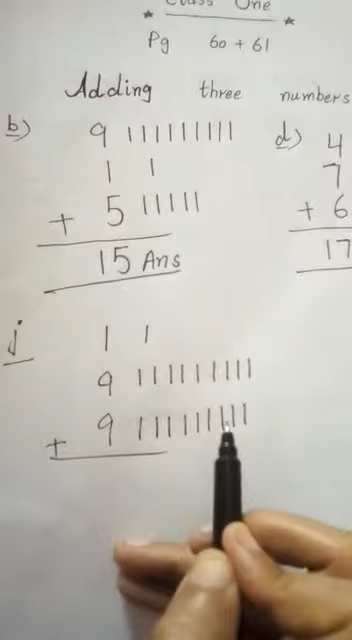 Class One
Pg 60 + 61
Adding three numbers
b) 9 |||||||||
1 |
+ 5 |||||
15 Ans
d) 4
7
+ 6
17
j 1 |
9 |||||||||
+ 9 |||||||||